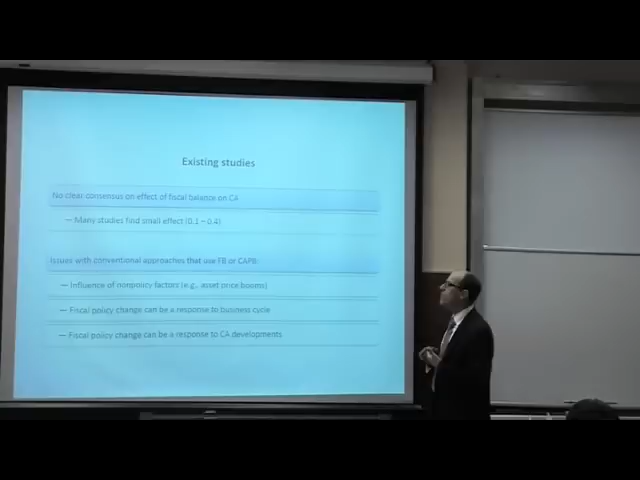 Existing studies
No clear consensus on effect of fiscal balance on CA
— Many studies find small effect (0.1 – 0.4)
Issues with conventional approaches that use FB or CAPB:
— Influence of nonpolicy factors (e.g., asset price booms)
— Fiscal policy change can be a response to business cycle
— Fiscal policy change can be a response to CA developments